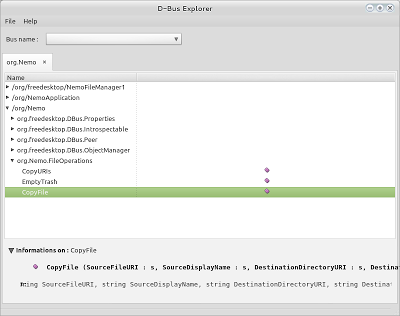 D-Bus Explorer
File Help
Bus name :
org.Nemo ×
Name
/org/freedesktop/NemoFileManager1
/org/NemoApplication
/org/Nemo
org.freedesktop.DBus.Properties
org.freedesktop.DBus.Introspectable
org.freedesktop.DBus.Peer
org.freedesktop.DBus.ObjectManager
org.Nemo.FileOperations
CopyURIs
EmptyTrash
CopyFile
Informations on : CopyFile
CopyFile (SourceFileURI : s, SourceDisplayName : s, DestinationDirectoryURI : s, Destina
ing SourceFileURI, string SourceDisplayName, string DestinationDirectoryURI, string Destinat